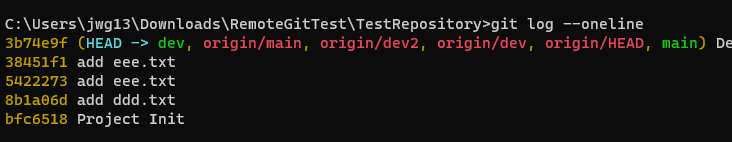 C:\Users\jwg13\Downloads\RemoteGitTest\TestRepository>git log --oneline
3b74e9f (HEAD -> dev, origin/main, origin/dev2, origin/dev, origin/HEAD, main) De
38451f1 add eee.txt
5422273 add eee.txt
8b1a06d add ddd.txt
bfc6518 Project Init